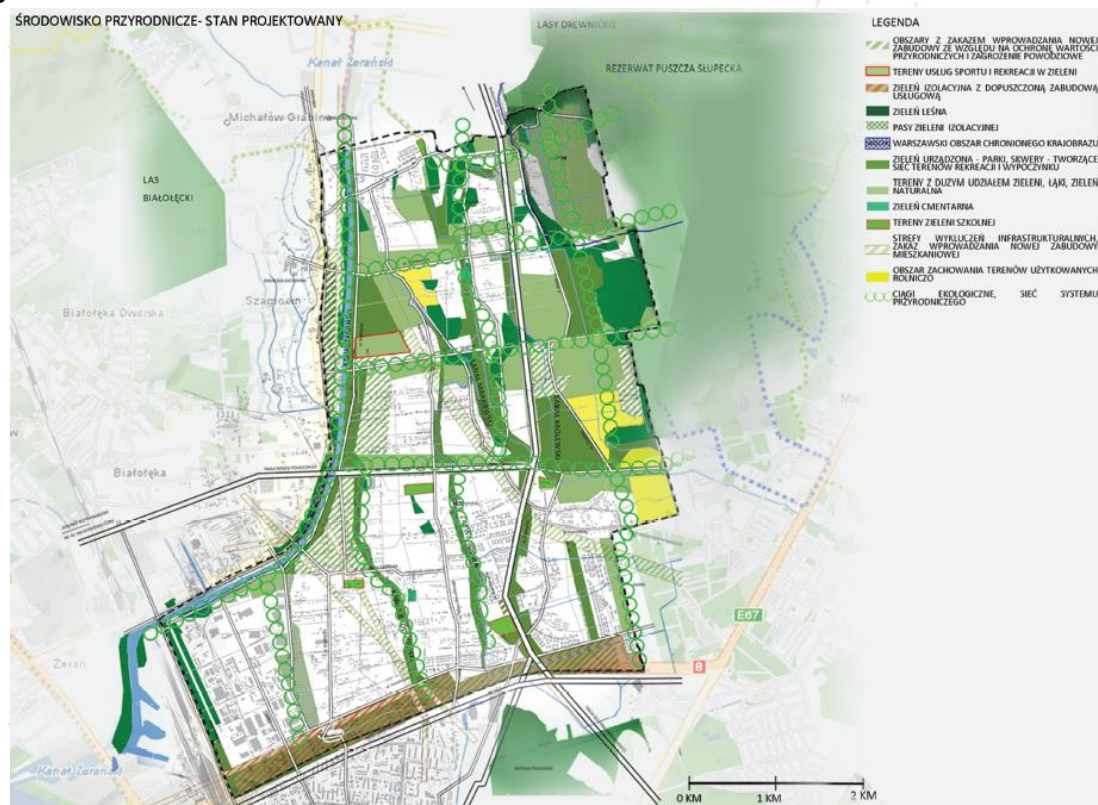 ŚRODOWISKO PRZYRODNICZE- STAN PROJEKTOWANY
LASY DREWNICKIE
REZERWAT PUSZCZA SŁUPECKA
Kanał Żerański
Michałów Grabina
LAS
BIAŁOŁĘCKI
Szamocin
Białołęka Dworska
Białołęka
Żerań
Kanał Żerański
KANAŁ MARKOWSKI
KANAŁ KRÓLEWSKI
E67
8
0 KM
1 KM
2 KM
LEGENDA
OBSZARY Z ZAKAZEM WPROWADZANIA NOWEJ
ZABUDOWY ZE WZGLĘDU NA OCHRONĘ WARTOŚCI
PRZYRODNICZYCH I ZAGROŻENIE POWODZIOWE
TERENY USŁUG SPORTU I REKREACJI W ZIELENI
ZIELEŃ IZOLACYJNA Z DOPUSZCZONĄ ZABUDOWĄ
USŁUGOWĄ
ZIELEŃ LEŚNA
PASY ZIELENI IZOLACYJNEJ
WOCHK WARSZAWSKI OBSZAR CHRONIONEGO KRAJOBRAZU
ZIELEŃ URZĄDZONA - PARKI, SKWERY - TWORZĄCE
SIEĆ TERENÓW REKREACJI I WYPOCZYNKU
TERENY Z DUŻYM UDZIAŁEM ZIELENI, ŁĄKI, ZIELEŃ
NATURALNA
ZIELEŃ CMENTARNA
TERENY ZIELENI SZKOLNEJ
STREFY WYKLUCZEŃ INFRASTRUKTURALNYCH,
ZAKAZ WPROWADZANIA NOWEJ ZABUDOWY
MIESZKANIOWEJ
OBSZAR ZACHOWANIA TERENÓW UŻYTKOWANYCH
ROLNICZO
CIĄGI EKOLOGICZNE, SIEĆ SYSTEMU
PRZYRODNICZEGO